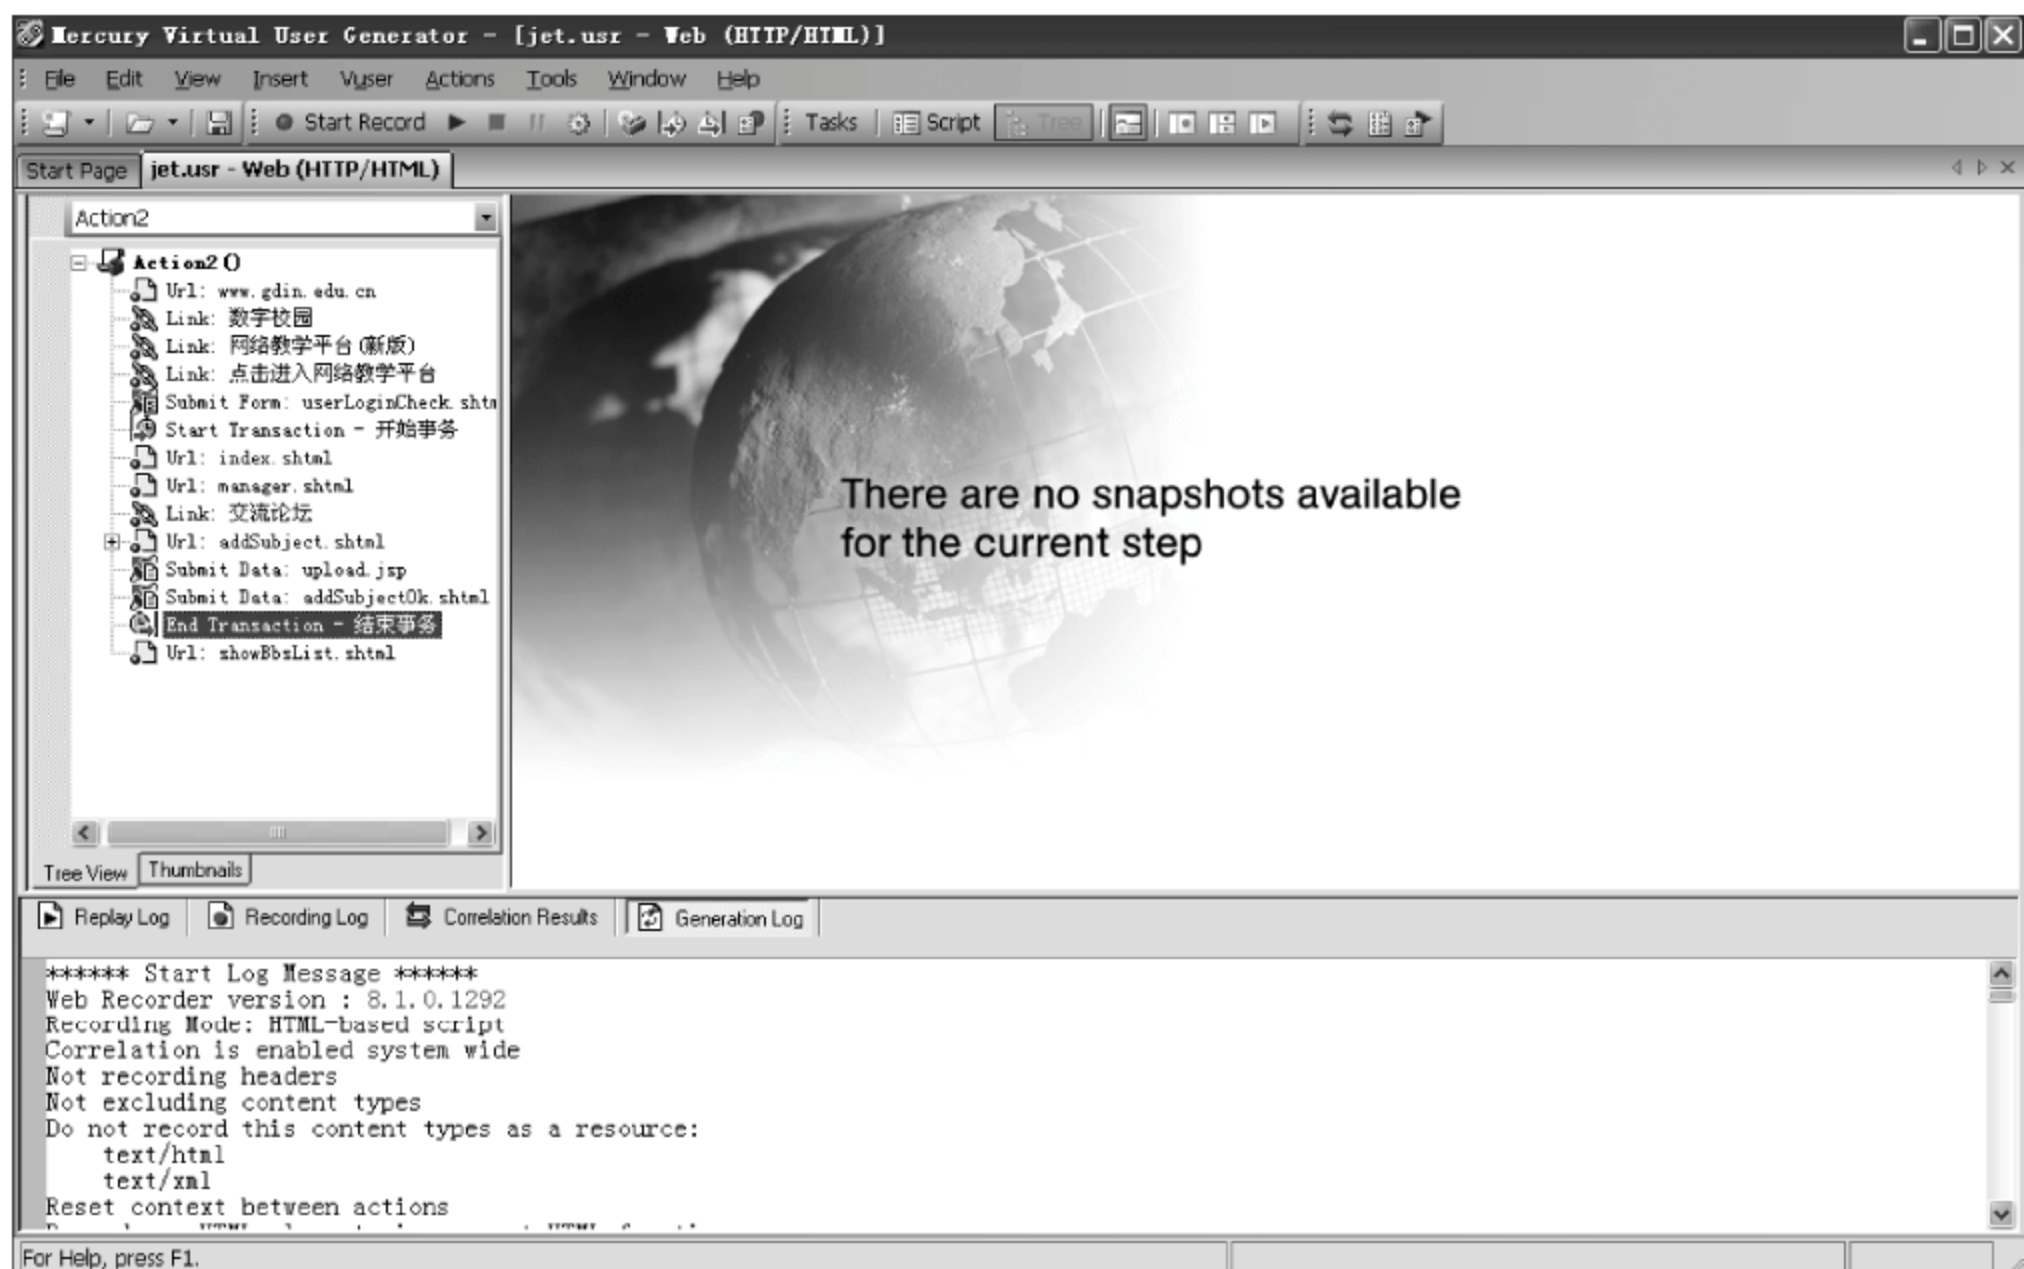 Mercury Virtual User Generator - [jet.usr - Web (HTTP/HTML)]
File Edit View Insert Vuser Actions Tools Window Help
Start Record Tasks Script Tree
Start Page jet.usr - Web (HTTP/HTML)
Action2
Action2()
Url: www.gdin.edu.cn
Link: 数字校园
Link: 网络教学平台(新版)
Link: 点击进入网络教学平台
Submit Form: userLoginCheck.shtm
Start Transaction - 开始事务
Url: index.shtml
Url: manager.shtml
Link: 交流论坛
Url: addSubject.shtml
Submit Data: upload.jsp
Submit Data: addSubjectOk.shtml
End Transaction - 结束事务
Url: showBbsList.shtml
There are no snapshots available
for the current step
Tree View Thumbnails
Replay Log Recording Log Correlation Results Generation Log
****** Start Log Message ******
Web Recorder version : 8.1.0.1292
Recording Mode: HTML-based script
Correlation is enabled system wide
Not recording headers
Not excluding content types
Do not record this content types as a resource:
text/html
text/xml
Reset context between actions
For Help, press F1.